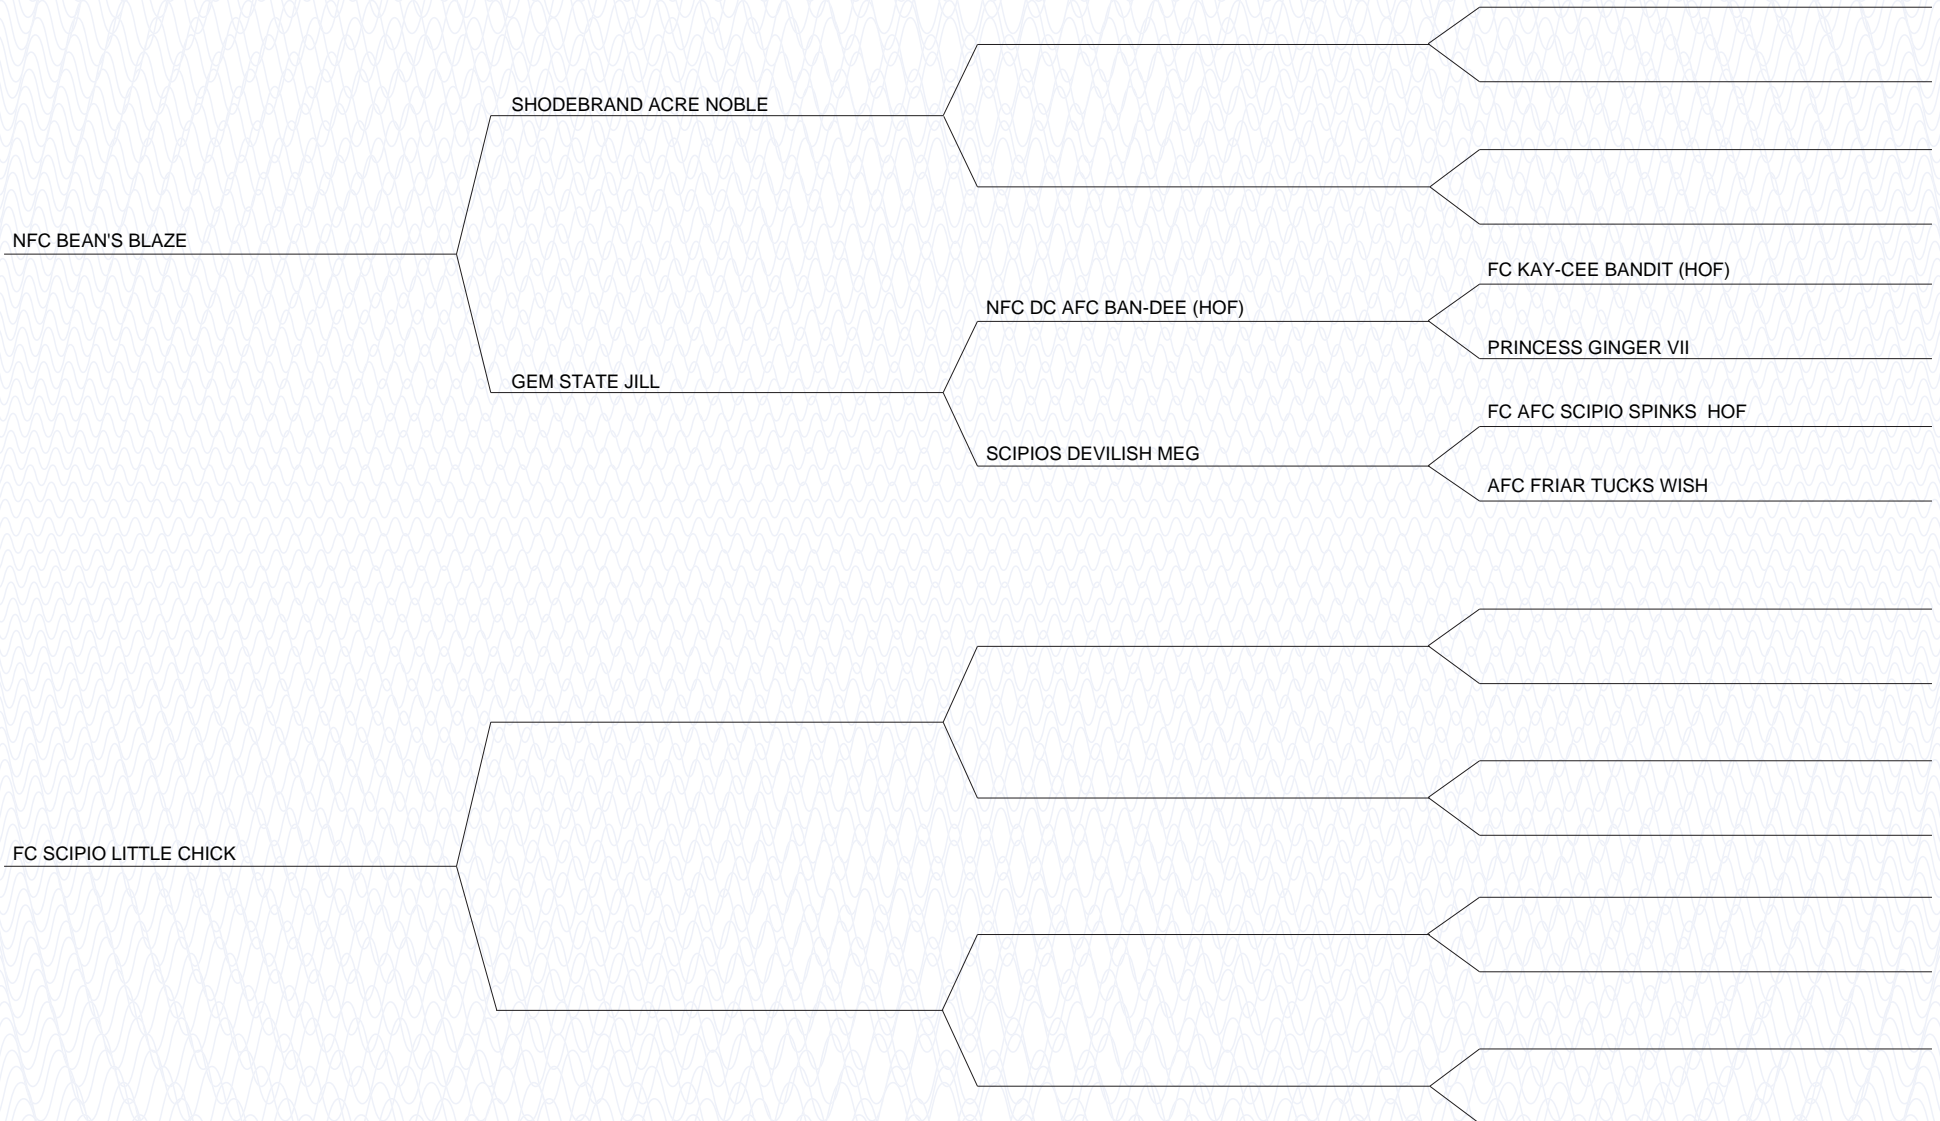 SHODEBRAND ACRE NOBLE
NFC BEAN'S BLAZE
FC KAY-CEE BANDIT (HOF)
NFC DC AFC BAN-DEE (HOF)
PRINCESS GINGER VII
GEM STATE JILL
FC AFC SCIPIO SPINKS  HOF
SCIPIOS DEVILISH MEG
AFC FRIAR TUCKS WISH
FC SCIPIO LITTLE CHICK